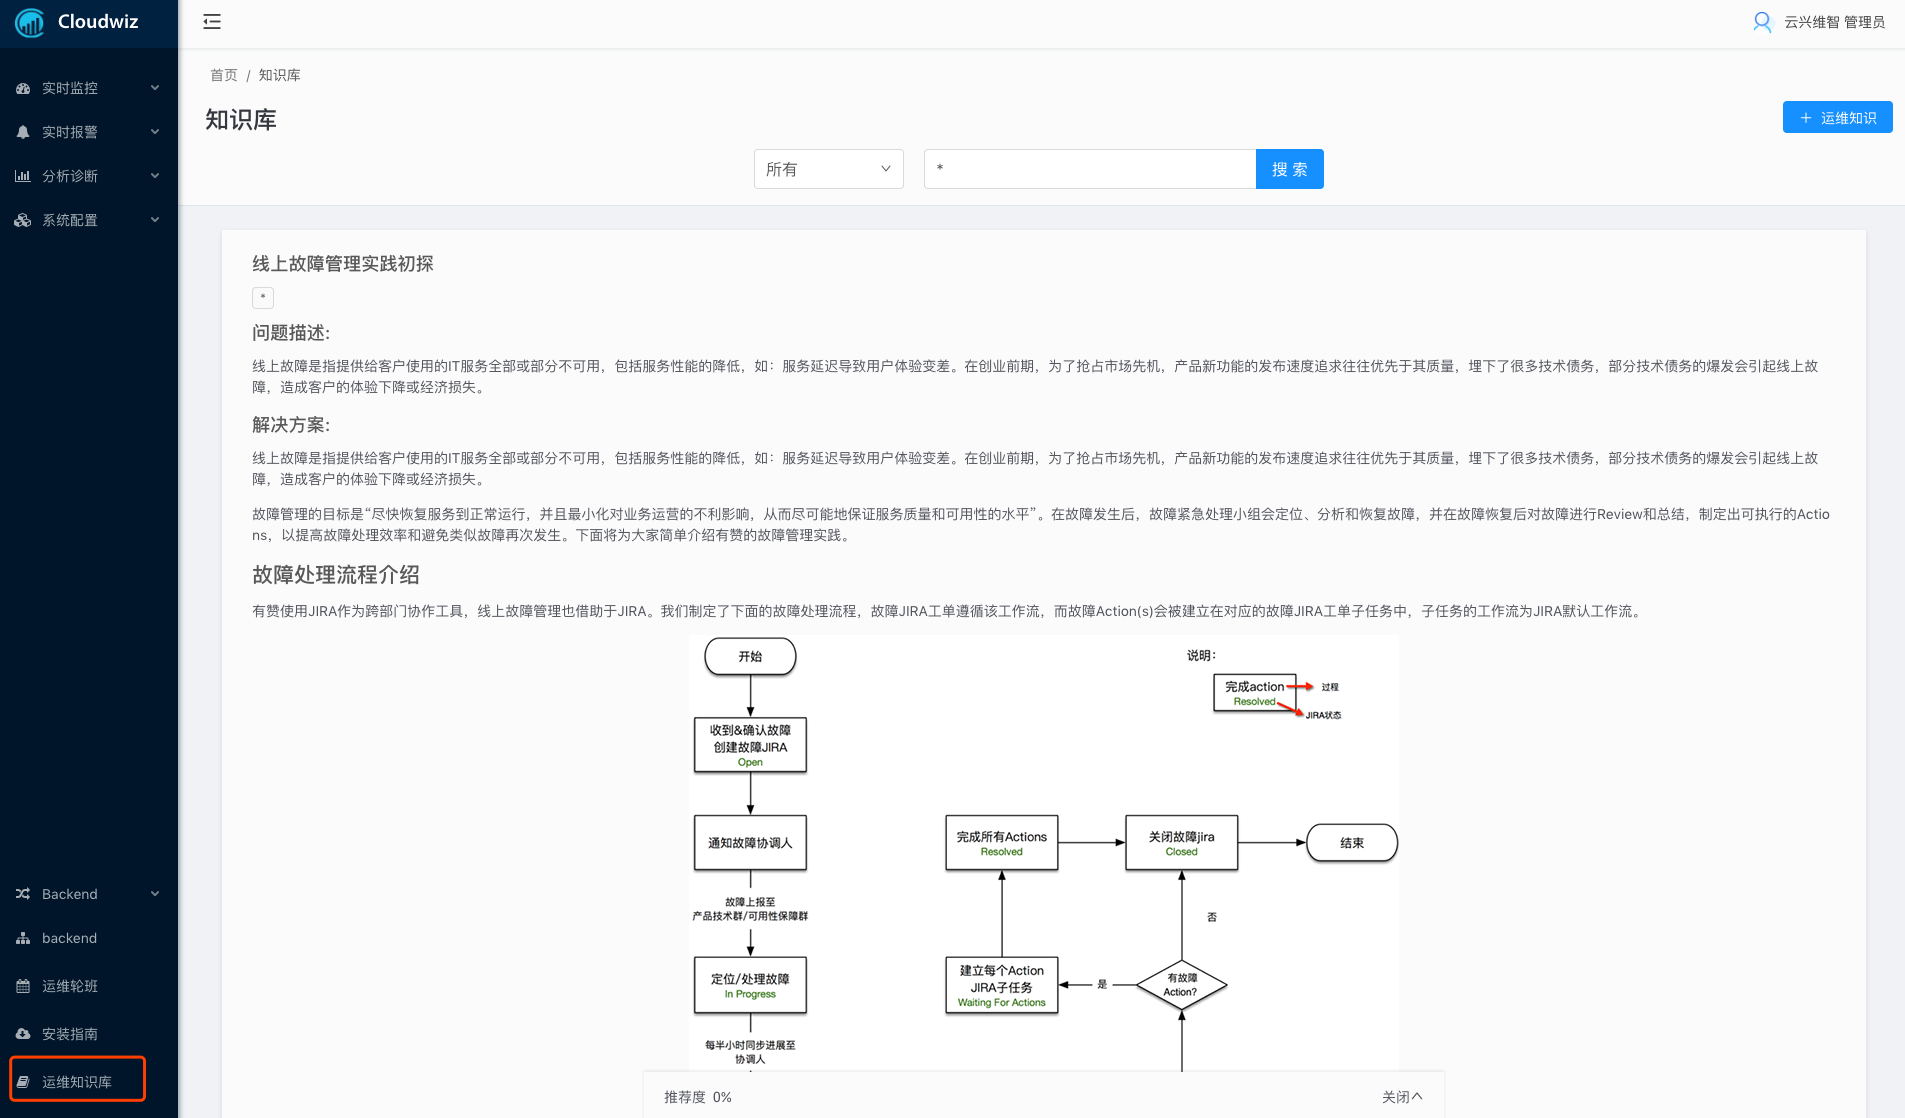 Cloudwiz
云兴维智 管理员
实时监控
实时报警
分析诊断
系统配置
Backend
backend
运维轮班
安装指南
运维知识库
首页 / 知识库
知识库
+ 运维知识
所有
*
搜 索
线上故障管理实践初探
*
问题描述:
线上故障是指提供给客户使用的IT服务全部或部分不可用，包括服务性能的降低，如：服务延迟导致用户体验变差。在创业前期，为了抢占市场先机，产品新功能的发布速度追求往往优先于其质量，埋下了很多技术债务，部分技术债务的爆发会引起线上故
障，造成客户的体验下降或经济损失。
解决方案:
线上故障是指提供给客户使用的IT服务全部或部分不可用，包括服务性能的降低，如：服务延迟导致用户体验变差。在创业前期，为了抢占市场先机，产品新功能的发布速度追求往往优先于其质量，埋下了很多技术债务，部分技术债务的爆发会引起线上故
障，造成客户的体验下降或经济损失。
故障管理的目标是“尽快恢复服务到正常运行，并且最小化对业务运营的不利影响，从而尽可能地保证服务质量和可用性的水平”。在故障发生后，故障紧急处理小组会定位、分析和恢复故障，并在故障恢复后对故障进行Review和总结，制定出可执行的Actio
ns，以提高故障处理效率和避免类似故障再次发生。下面将为大家简单介绍有赞的故障管理实践。
故障处理流程介绍
有赞使用JIRA作为跨部门协作工具，线上故障管理也借助于JIRA。我们制定了下面的故障处理流程，故障JIRA工单遵循该工作流，而故障Action(s)会被建立在对应的故障JIRA工单子任务中，子任务的工作流为JIRA默认工作流。
开始
收到&确认故障
创建故障JIRA
Open
通知故障协调人
故障上报至
产品技术群/可用性保障群
定位/处理故障
In Progress
每半小时同步进展至
协调人
说明：
完成action
Resolved
过程
JIRA状态
完成所有Actions
Resolved
关闭故障jira
Closed
结束
否
建立每个Action
JIRA子任务
Waiting For Actions
是
有故障
Action?
推荐度 0%
关闭